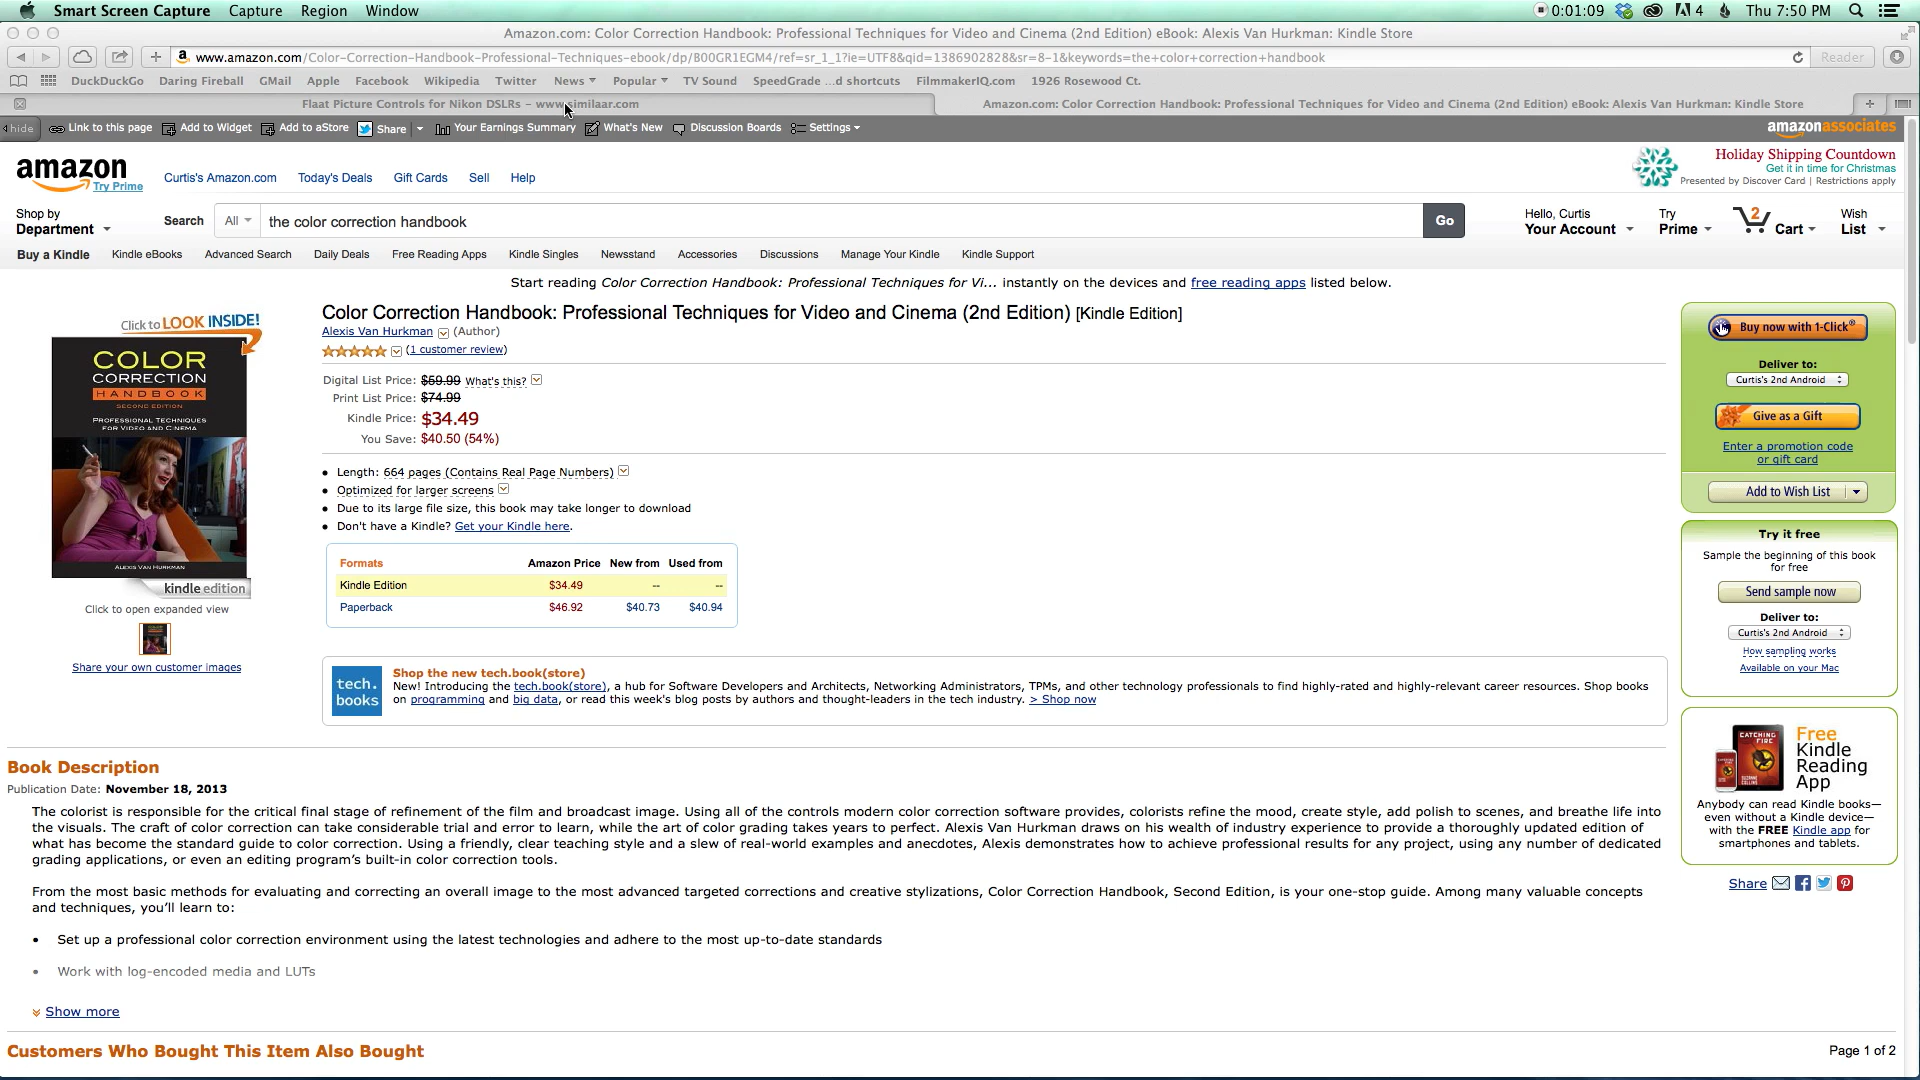 Smart Screen Capture Capture Region Window 0:01:09 4 Thu 7:50 PM
Amazon.com: Color Correction Handbook: Professional Techniques for Video and Cinema (2nd Edition) eBook: Alexis Van Hurkman: Kindle Store
www.amazon.com/Color-Correction-Handbook-Professional-Techniques-ebook/dp/B00GR1EGM4/ref=sr_1_1?ie=UTF8&qid=1386902828&sr=8-1&keywords=the+color+correction+handbook Reader
DuckDuckGo Daring Fireball GMail Apple Facebook Wikipedia Twitter News Popular TV Sound SpeedGrade ...d shortcuts FilmmakerIQ.com 1926 Rosewood Ct.
Flaat Picture Controls for Nikon DSLRs – www.similaar.com Amazon.com: Color Correction Handbook: Professional Techniques for Video and Cinema (2nd Edition) eBook: Alexis Van Hurkman: Kindle Store
hide Link to this page Add to Widget Add to aStore Share Your Earnings Summary What's New Discussion Boards Settings amazonassociates
amazon Try Prime Curtis's Amazon.com Today's Deals Gift Cards Sell Help
Holiday Shipping Countdown
Get it in time for Christmas
Presented by Discover Card | Restrictions apply
Shop by Department Search All the color correction handbook Go Hello, Curtis Your Account Try Prime 2 Cart Wish List
Buy a Kindle Kindle eBooks Advanced Search Daily Deals Free Reading Apps Kindle Singles Newsstand Accessories Discussions Manage Your Kindle Kindle Support
Start reading Color Correction Handbook: Professional Techniques for Vi... instantly on the devices and free reading apps listed below.
Click to LOOK INSIDE!
COLOR
CORRECTION
HANDBOOK
SECOND EDITION
PROFESSIONAL TECHNIQUES
FOR VIDEO AND CINEMA
ALEXIS VAN HURKMAN
kindle edition
Click to open expanded view
Share your own customer images
Color Correction Handbook: Professional Techniques for Video and Cinema (2nd Edition) [Kindle Edition]
Alexis Van Hurkman (Author)
(1 customer review)
Digital List Price: $59.99 What's this?
Print List Price: $74.99
Kindle Price: $34.49
You Save: $40.50 (54%)
• Length: 664 pages (Contains Real Page Numbers)
• Optimized for larger screens
• Due to its large file size, this book may take longer to download
• Don't have a Kindle? Get your Kindle here.
Formats Amazon Price New from Used from
Kindle Edition $34.49 -- --
Paperback $46.92 $40.73 $40.94
tech.
books
Shop the new tech.book(store)
New! Introducing the tech.book(store), a hub for Software Developers and Architects, Networking Administrators, TPMs, and other technology professionals to find highly-rated and highly-relevant career resources. Shop books
on programming and big data, or read this week's blog posts by authors and thought-leaders in the tech industry. > Shop now
Buy now with 1-Click®
Deliver to:
Curtis's 2nd Android
Give as a Gift
Enter a promotion code
or gift card
Add to Wish List
Try it free
Sample the beginning of this book
for free
Send sample now
Deliver to:
Curtis's 2nd Android
How sampling works
Available on your Mac
CATCHING FIRE
Free
Kindle
Reading
App
Anybody can read Kindle books—
even without a Kindle device—
with the FREE Kindle app for
smartphones and tablets.
Share
Book Description
Publication Date: November 18, 2013
The colorist is responsible for the critical final stage of refinement of the film and broadcast image. Using all of the controls modern color correction software provides, colorists refine the mood, create style, add polish to scenes, and breathe life into
the visuals. The craft of color correction can take considerable trial and error to learn, while the art of color grading takes years to perfect. Alexis Van Hurkman draws on his wealth of industry experience to provide a thoroughly updated edition of
what has become the standard guide to color correction. Using a friendly, clear teaching style and a slew of real-world examples and anecdotes, Alexis demonstrates how to achieve professional results for any project, using any number of dedicated
grading applications, or even an editing program's built-in color correction tools.
From the most basic methods for evaluating and correcting an overall image to the most advanced targeted corrections and creative stylizations, Color Correction Handbook, Second Edition, is your one-stop guide. Among many valuable concepts
and techniques, you'll learn to:
• Set up a professional color correction environment using the latest technologies and adhere to the most up-to-date standards
• Work with log-encoded media and LUTs
Show more
Customers Who Bought This Item Also Bought Page 1 of 2